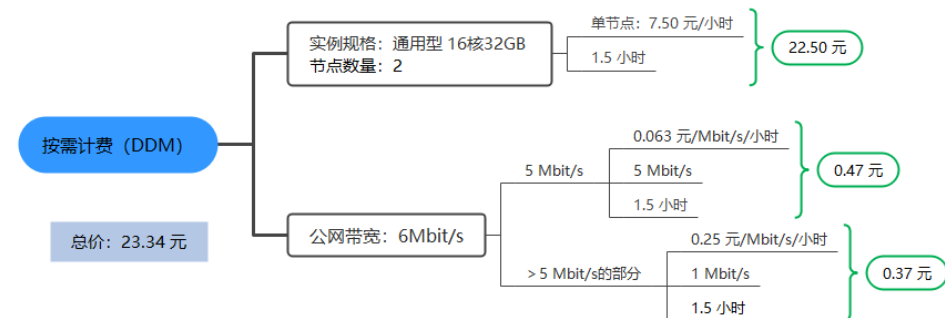 按需计费（DDM）
总价：23.34 元
实例规格：通用型 16核32GB
节点数量：2
单节点：7.50 元/小时
1.5 小时
22.50 元
公网带宽：6Mbit/s
5 Mbit/s
0.063 元/Mbit/s/小时
5 Mbit/s
1.5 小时
0.47 元
＞5 Mbit/s的部分
0.25 元/Mbit/s/小时
1 Mbit/s
1.5 小时
0.37 元